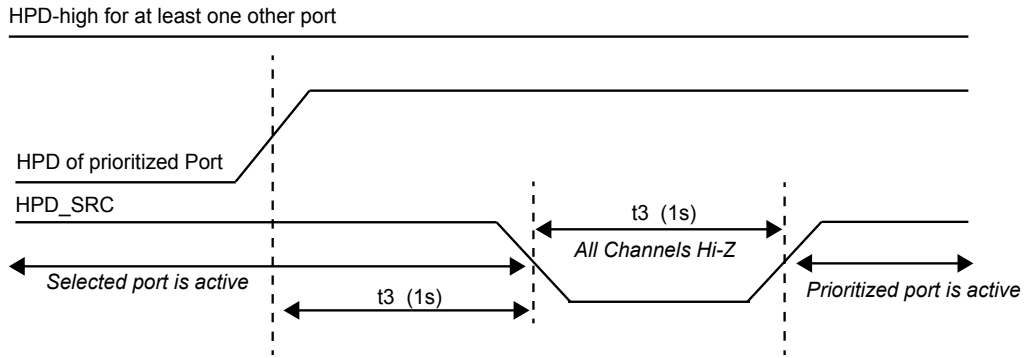 HPD-high for at least one other port
HPD of prioritized Port
HPD_SRC
t3 (1s)
All Channels Hi-Z
Selected port is active
t3 (1s)
Prioritized port is active